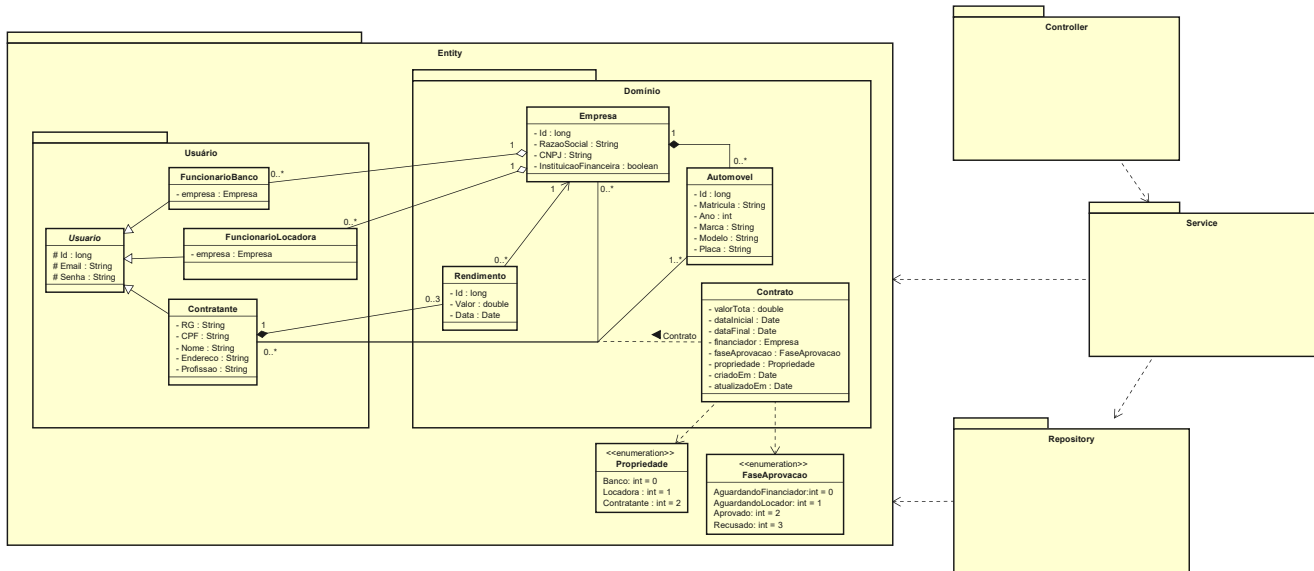 Entity
Controller
Domínio
Empresa
- Id : long
- RazaoSocial : String
- CNPJ : String
- InstituicaoFinanceira : boolean
1
0..*
1
0..*
1
0..*
1
0..*
Usuário
FuncionarioBanco
- empresa : Empresa
Automovel
- Id : long
- Matricula : String
- Ano : int
- Marca : String
- Modelo : String
- Placa : String
Service
Usuario
# Id : long
# Email : String
# Senha : String
FuncionarioLocadora
- empresa : Empresa
0..*
1..*
Rendimento
- Id : long
- Valor : double
- Data : Date
Contrato
- valorTota : double
- dataInicial : Date
- dataFinal : Date
- financiador : Empresa
- faseAprovacao : FaseAprovacao
- propriedade : Propriedade
- criadoEm : Date
- atualizadoEm : Date
Contratante
- RG : String
- CPF : String
- Nome : String
- Endereco : String
- Profissao : String
0..3
1
0..*
Contrato
Repository
<<enumeration>>
Propriedade
Banco: int = 0
Locadora : int = 1
Contratante : int = 2
<<enumeration>>
FaseAprovacao
AguardandoFinanciador:int = 0
AguardandoLocador: int = 1
Aprovado: int = 2
Recusado: int = 3